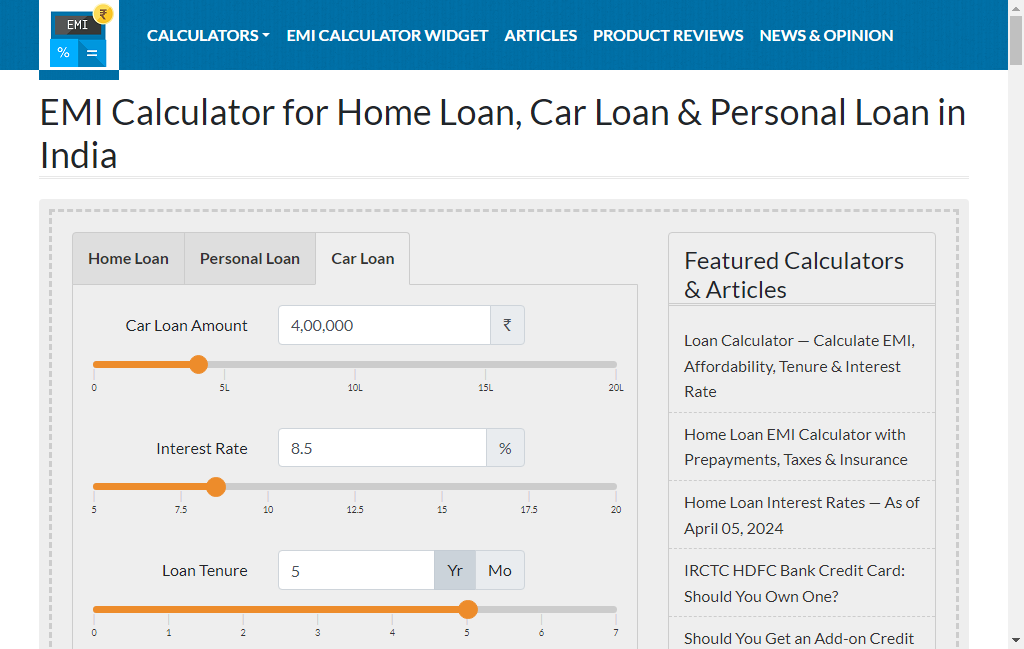 EMI
₹
%
=
CALCULATORS
EMI CALCULATOR WIDGET
ARTICLES
PRODUCT REVIEWS
NEWS & OPINION
EMI Calculator for Home Loan, Car Loan & Personal Loan in
India
Home Loan
Personal Loan
Car Loan
Car Loan Amount
4,00,000
₹
0
5L
10L
15L
20L
Interest Rate
8.5
%
5
7.5
10
12.5
15
17.5
20
Loan Tenure
5
Yr
Mo
0
1
2
3
4
5
6
7
Featured Calculators
& Articles
Loan Calculator — Calculate EMI,
Affordability, Tenure & Interest
Rate
Home Loan EMI Calculator with
Prepayments, Taxes & Insurance
Home Loan Interest Rates — As of
April 05, 2024
IRCTC HDFC Bank Credit Card:
Should You Own One?
Should You Get an Add-on Credit